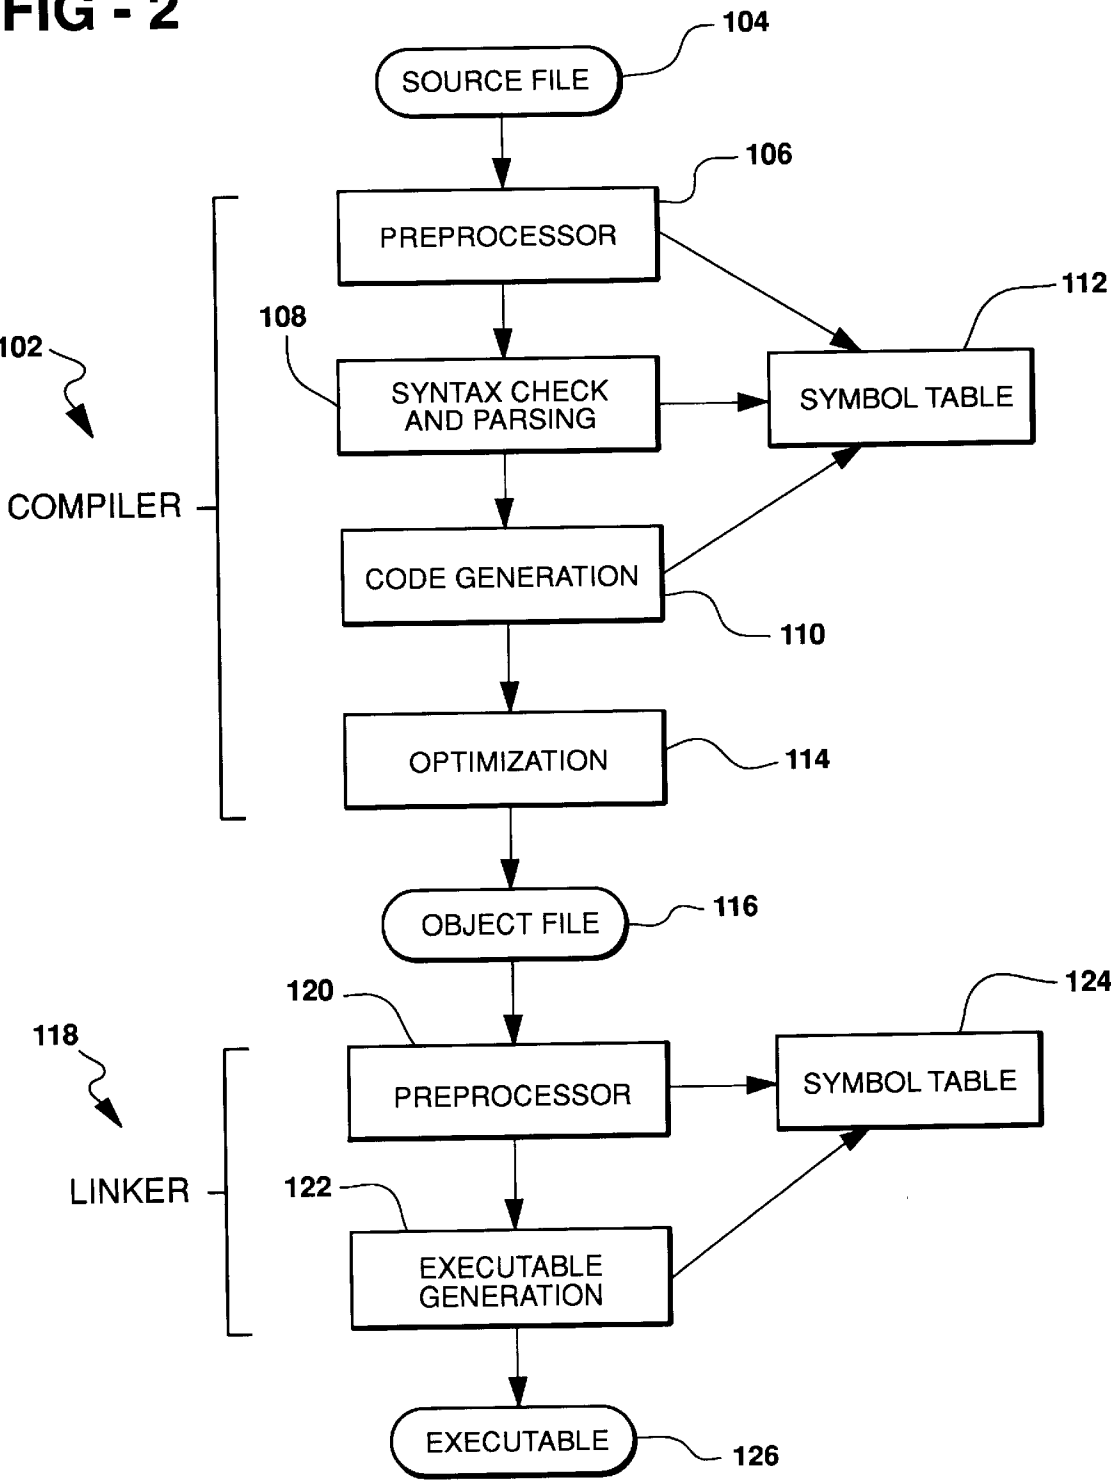 FIG - 2
104
SOURCE FILE
106
PREPROCESSOR
112
108
102
SYNTAX CHECK
AND PARSING
SYMBOL TABLE
COMPILER
CODE GENERATION
110
OPTIMIZATION
114
OBJECT FILE
116
120
124
118
PREPROCESSOR
SYMBOL TABLE
LINKER
122
EXECUTABLE
GENERATION
EXECUTABLE
126